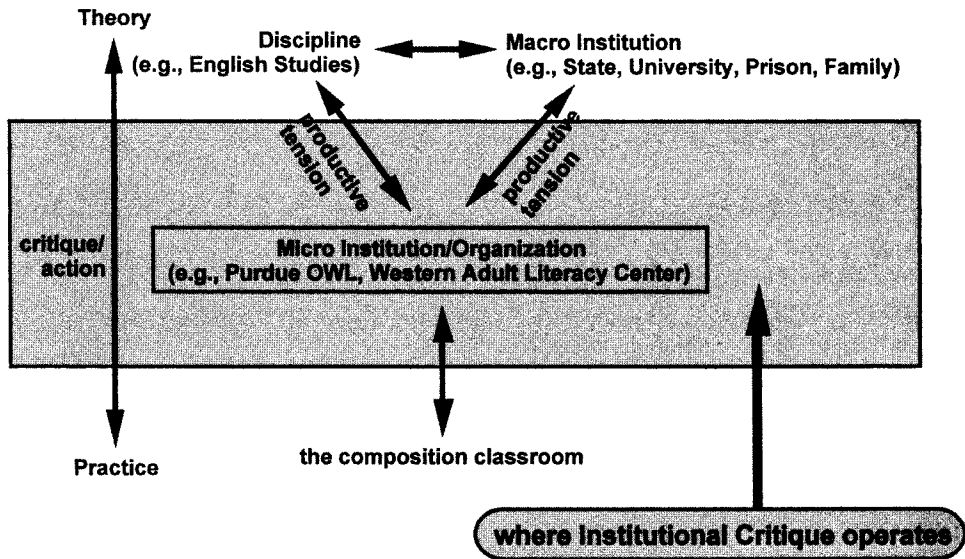 Theory
Discipline
(e.g., English Studies)
Macro Institution
(e.g., State, University, Prison, Family)
productive
tension
productive
tension
critique/
action
Micro Institution/Organization
(e.g., Purdue OWL, Western Adult Literacy Center)
Practice
the composition classroom
where Institutional Critique operates